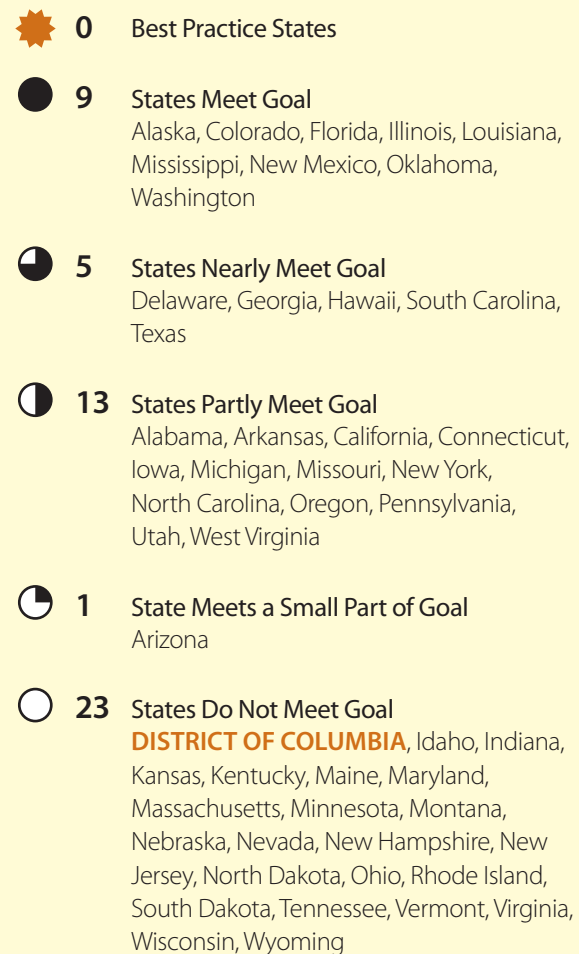 0 Best Practice States
9 States Meet Goal
Alaska, Colorado, Florida, Illinois, Louisiana,
Mississippi, New Mexico, Oklahoma,
Washington
5 States Nearly Meet Goal
Delaware, Georgia, Hawaii, South Carolina,
Texas
13 States Partly Meet Goal
Alabama, Arkansas, California, Connecticut,
Iowa, Michigan, Missouri, New York,
North Carolina, Oregon, Pennsylvania,
Utah, West Virginia
1 State Meets a Small Part of Goal
Arizona
23 States Do Not Meet Goal
DISTRICT OF COLUMBIA, Idaho, Indiana,
Kansas, Kentucky, Maine, Maryland,
Massachusetts, Minnesota, Montana,
Nebraska, Nevada, New Hampshire, New
Jersey, North Dakota, Ohio, Rhode Island,
South Dakota, Tennessee, Vermont, Virginia,
Wisconsin, Wyoming